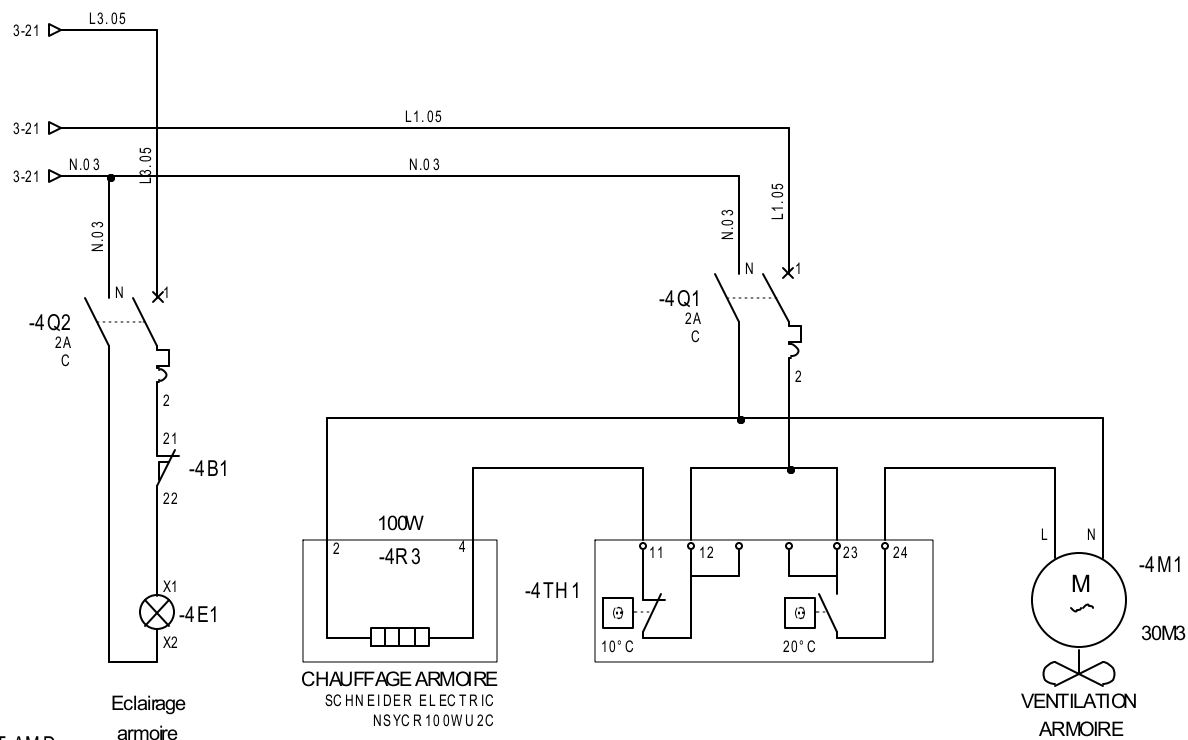 L3.05
3-21
L1.05
3-21
N.03
N.03
3-21
L3.05
N.03
N.03
L1.05
N
1
-4Q1
2A
C
2
N
1
-4Q2
2A
C
2
21
-4B1
22
X1
-4E1
X2
Eclairage
armoire
100W
2
-4R3
4
CHAUFFAGE ARMOIRE
SCHNEIDER ELECTRIC
NSYCR100WU2C
11
12
23
24
-4TH1
10°C
20°C
L
N
-4M1
M
30M3
VENTILATION
ARMOIRE